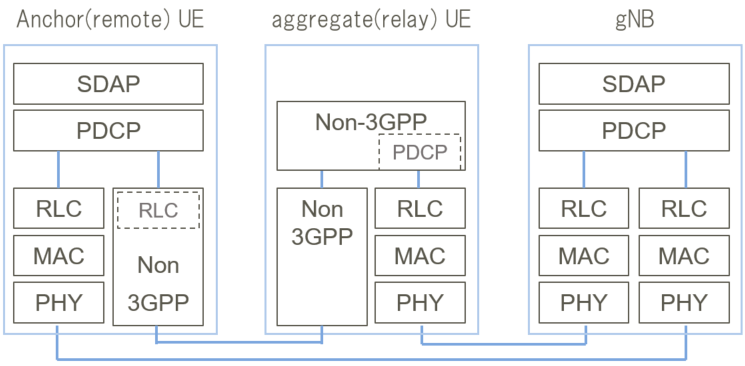 Anchor(remote) UE
aggregate(relay) UE
gNB
SDAP
PDCP
RLC
MAC
PHY
RLC
Non
3GPP
Non-3GPP
PDCP
Non
3GPP
RLC
MAC
PHY
SDAP
PDCP
RLC
MAC
PHY
RLC
MAC
PHY